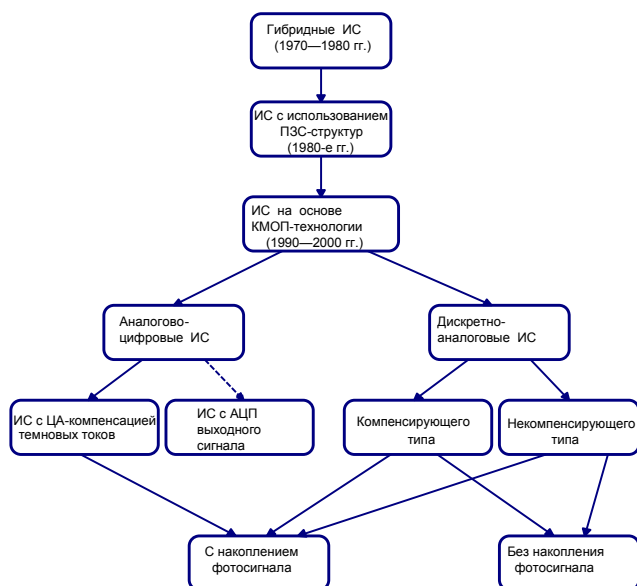 Гибридные ИС
(1970—1980 гг.)
ИС с использованием
ПЗС-структур
(1980-е гг.)
ИС на основе
КМОП-технологии
(1990—2000 гг.)
Аналогово-
цифровые ИС
Дискретно-
аналоговые ИС
ИС с ЦА-компенсацией
темновых токов
ИС с АЦП
выходного
сигнала
Компенсирующего
типа
Некомпенсирующего
типа
С накоплением
фотосигнала
Без накопления
фотосигнала